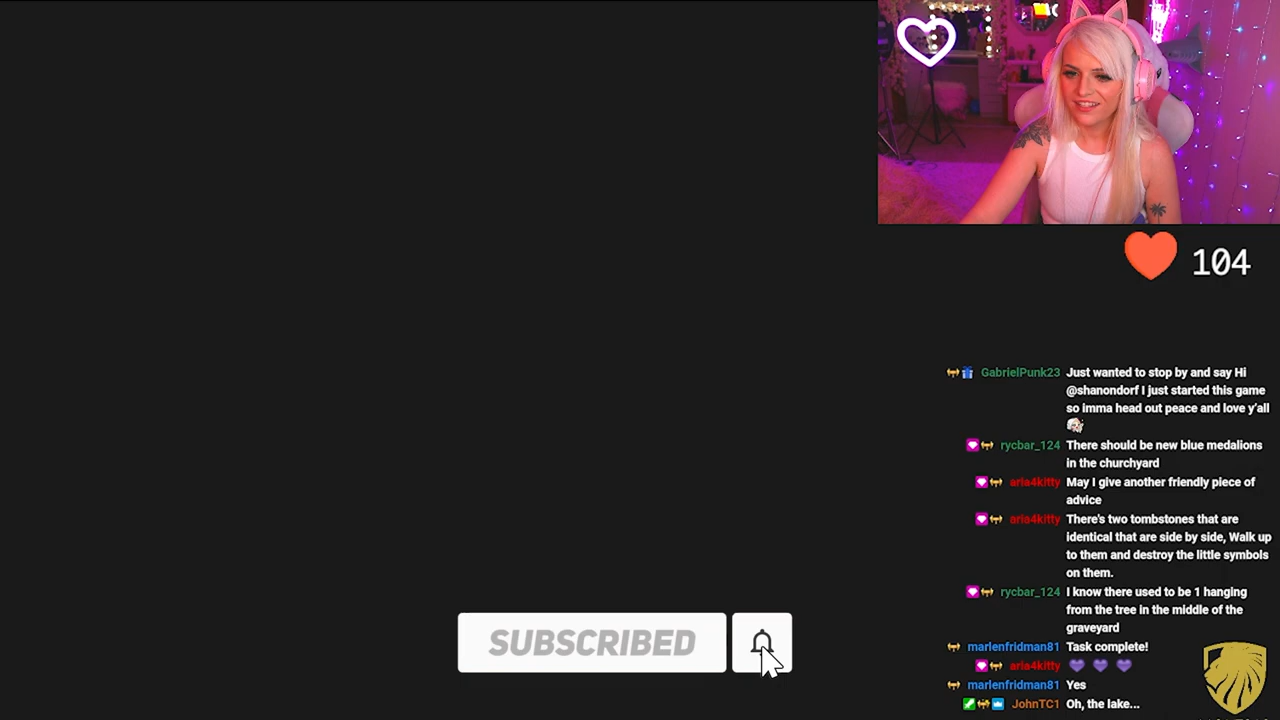 104
GabrielPunk23 Just wanted to stop by and say Hi
@shanondorf I just started this game
so imma head out peace and love y'all
rycbar_124 There should be new blue medalions
in the churchyard
aria4kitty May I give another friendly piece of
advice
aria4kitty There's two tombstones that are
identical that are side by side, Walk up
to them and destroy the little symbols
on them.
rycbar_124 I know there used to be 1 hanging
from the tree in the middle of the
graveyard
SUBSCRIBED
marlenfridman81 Task complete!
aria4kitty 💜 💜 💜
marlenfridman81 Yes
JohnTC1 Oh, the lake...